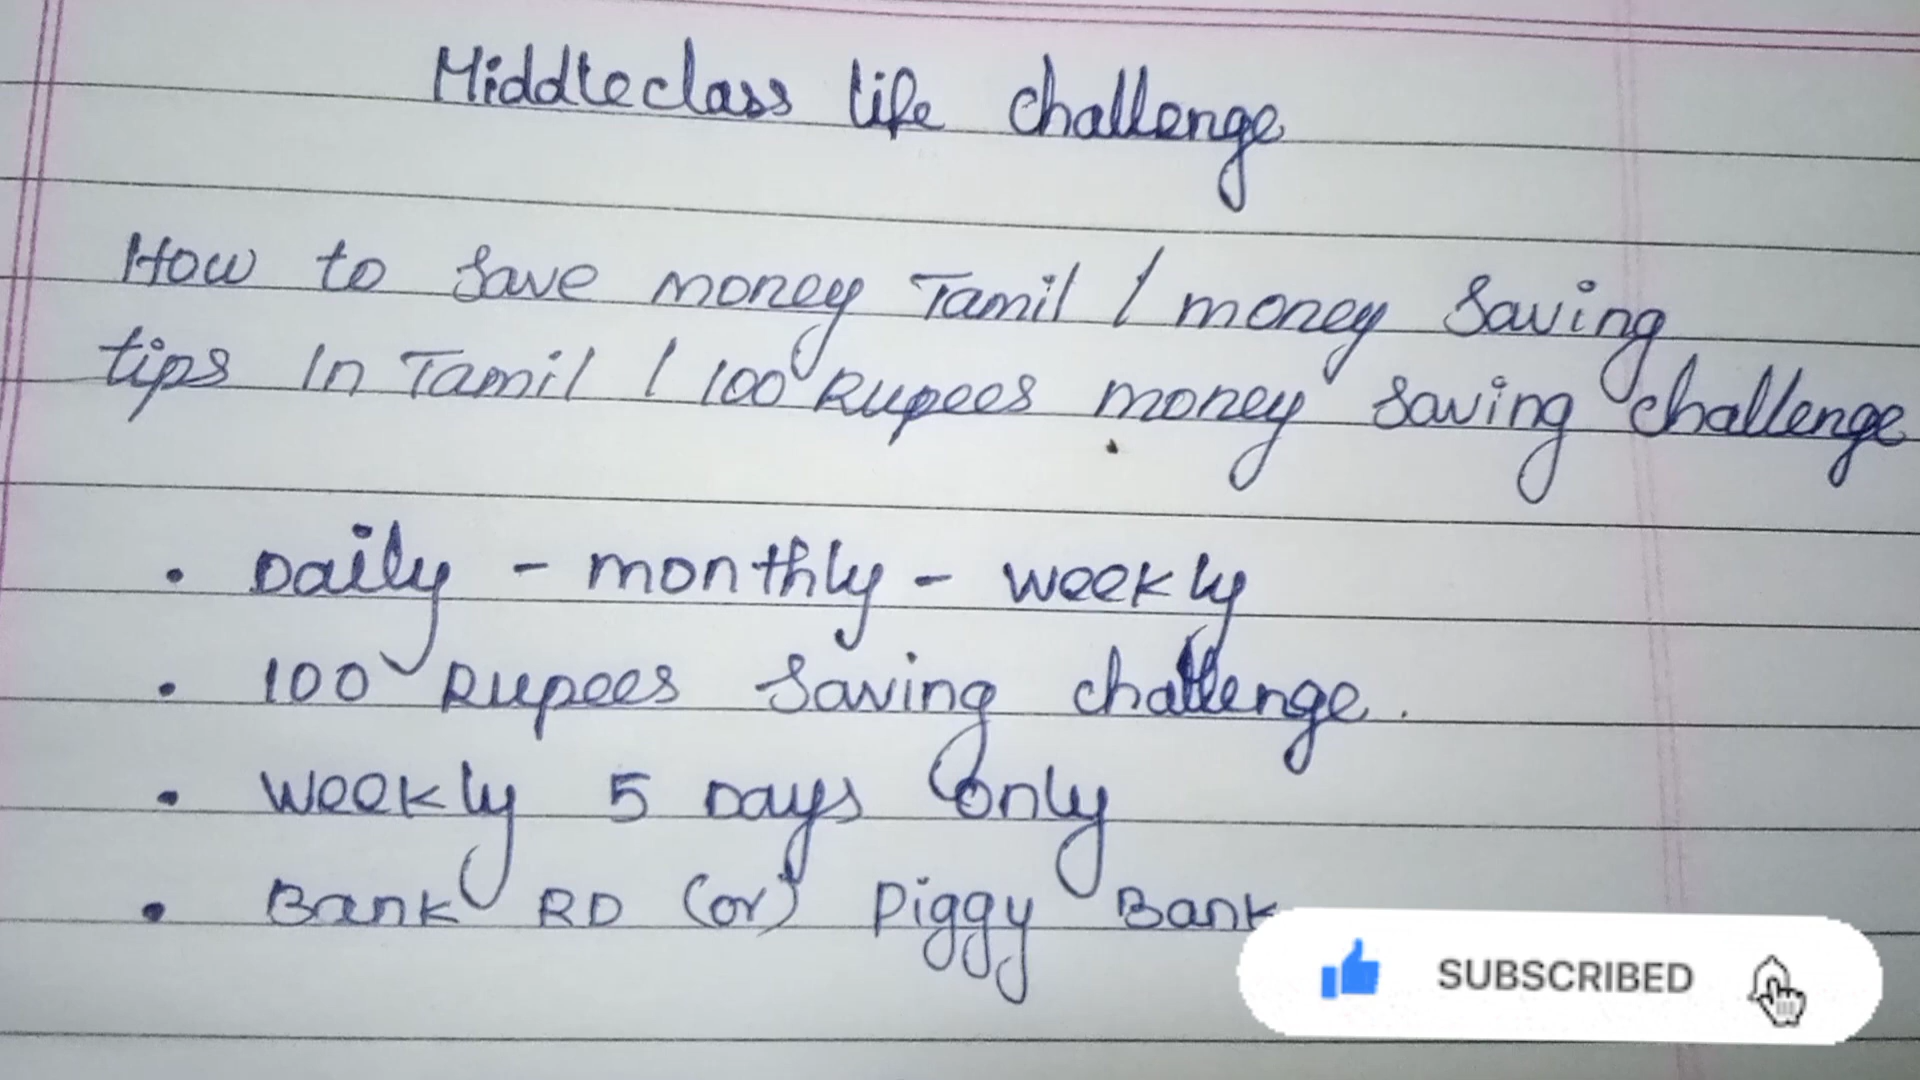 Middleclass life challenge
How to save money Tamil / money saving
tips In Tamil / 100 Rupees money saving challenge
• Daily - monthly - weekly
• 100 Rupees saving challenge.
• weekly 5 Days only
• Bank RD (or) Piggy Bank
SUBSCRIBED